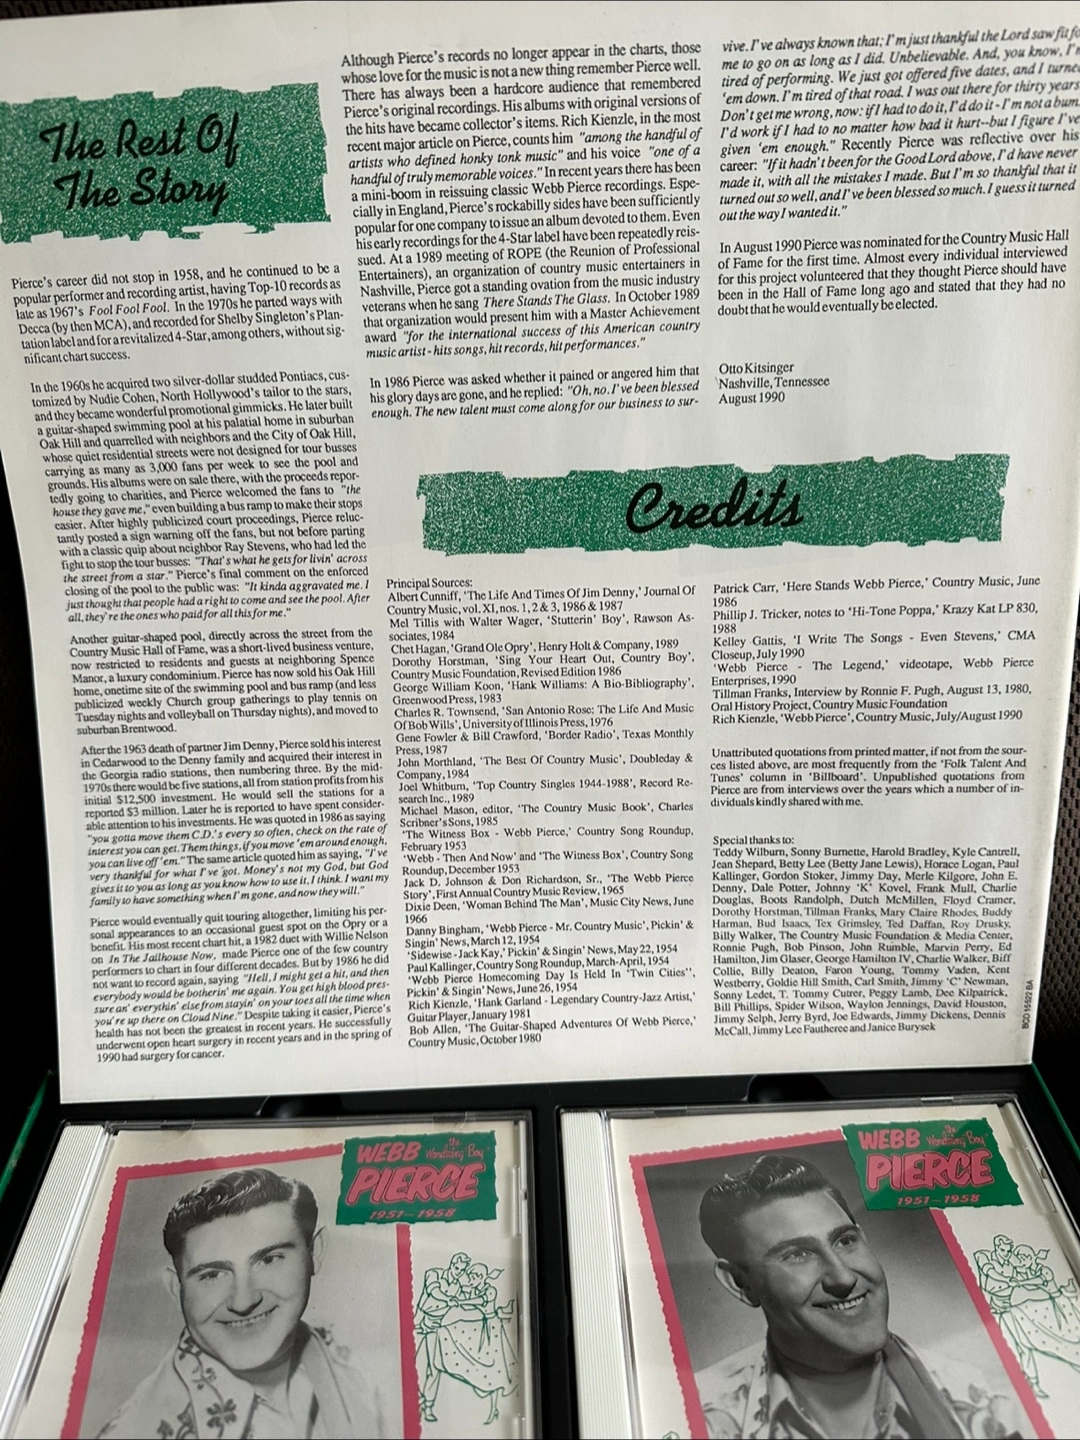 The Rest Of
The Story
Pierce's career did not stop in 1958, and he continued to be a
popular performer and recording artist, having Top-10 records as
late as 1967's Fool Fool Fool. In the 1970s he parted ways with
Decca (by then MCA), and recorded for Shelby Singleton's Plan-
tation label and for a revitalized 4-Star, among others, without sig-
nificant chart success.
In the 1960s he acquired two silver-dollar studded Pontiacs, cus-
tomized by Nudie Cohen, North Hollywood's tailor to the stars,
and they became wonderful promotional gimmicks. He later built
a guitar-shaped swimming pool at his palatial home in suburban
Oak Hill and quarrelled with neighbors and the City of Oak Hill,
whose quiet residential streets were not designed for tour busses
carrying as many as 3,000 fans per week to see the pool and
grounds. His albums were on sale there, with the proceeds repor-
tedly going to charities, and Pierce welcomed the fans to "the
house they gave me," even building a bus ramp to make their stops
easier. After highly publicized court proceedings, Pierce reluc-
tantly posted a sign warning off the fans, but not before parting
with a classic quip about neighbor Ray Stevens, who had led the
fight to stop the tour busses: "That's what he gets for livin' across
the street from a star." Pierce's final comment on the enforced
closing of the pool to the public was: "It kinda aggravated me. I
just thought that people had a right to come and see the pool. After
all, they're the ones who paid for all this for me."
Another guitar-shaped pool, directly across the street from the
Country Music Hall of Fame, was a short-lived business venture,
now restricted to residents and guests at neighboring Spence
Manor, a luxury condominium. Pierce has now sold his Oak Hill
home, onetime site of the swimming pool and bus ramp (and less
publicized weekly Church group gatherings to play tennis on
Tuesday nights and volleyball on Thursday nights), and moved to
suburban Brentwood.
After the 1963 death of partner Jim Denny, Pierce sold his interest
in Cedarwood to the Denny family and acquired their interest in
the Georgia radio stations, then numbering three. By the mid-
1970s there would be five stations, all from station profits from his
initial $12,500 investment. He would sell the stations for a
reported $3 million. Later he is reported to have spent consider-
able attention to his investments. He was quoted in 1986 as saying
"you gotta move them C.D.'s every so often, check on the rate of
interest you can get. Them things, if you move 'em around enough,
you can live off 'em." The same article quoted him as saying, "I've
very thankful for what I've got. Money's not my God, but God
gives it to you as long as you know how to use it, I think. I want my
family to have something when I'm gone, and now they will."
Pierce would eventually quit touring altogether, limiting his per-
sonal appearances to an occasional guest spot on the Opry or a
benefit. His most recent chart hit, a 1982 duet with Willie Nelson
on In The Jailhouse Now, made Pierce one of the few country
performers to chart in four different decades. But by 1986 he did
not want to record again, saying "Hell, I might get a hit, and then
everybody would be botherin' me again. You get high blood pres-
sure an' everythin' else from stayin' on your toes all the time when
you're up there on Cloud Nine." Despite taking it easier, Pierce's
health has not been the greatest in recent years. He successfully
underwent open heart surgery in recent years and in the spring of
1990 had surgery for cancer.
Although Pierce's records no longer appear in the charts, those
whose love for the music is not a new thing remember Pierce well.
There has always been a hardcore audience that remembered
Pierce's original recordings. His albums with original versions of
the hits have become collector's items. Rich Kienzle, in the most
recent major article on Pierce, counts him "among the handful of
artists who defined honky tonk music" and his voice "one of a
handful of truly memorable voices." In recent years there has been
a mini-boom in reissuing classic Webb Pierce recordings. Espe-
cially in England, Pierce's rockabilly sides have been sufficiently
popular for one company to issue an album devoted to them. Even
his early recordings for the 4-Star label have been repeatedly reis-
sued. At a 1989 meeting of ROPE (the Reunion of Professional
Entertainers), an organization of country music entertainers in
Nashville, Pierce got a standing ovation from the music industry
veterans when he sang There Stands The Glass. In October 1989
that organization would present him with a Master Achievement
award "for the international success of this American country
music artist - hits songs, hit records, hit performances."
In 1986 Pierce was asked whether it pained or angered him that
his glory days are gone, and he replied: "Oh, no. I've been blessed
enough. The new talent must come along for our business to sur-
vive. I've always known that; I'm just thankful the Lord saw fit fo
me to go on as long as I did. Unbelievable. And, you know, I'm
tired of performing. We just got offered five dates, and I turned
'em down. I'm tired of that road. I was out there for thirty years
Don't get me wrong, now: if I had to do it, I'd do it - I'm not a bum.
I'd work if I had to no matter how bad it hurt--but I figure I've
given 'em enough." Recently Pierce was reflective over his
career: "If it hadn't been for the Good Lord above, I'd have never
made it, with all the mistakes I made. But I'm so thankful that it
turned out so well, and I've been blessed so much. I guess it turned
out the way I wanted it."
In August 1990 Pierce was nominated for the Country Music Hall
of Fame for the first time. Almost every individual interviewed
for this project volunteered that they thought Pierce should have
been in the Hall of Fame long ago and stated that they had no
doubt that he would eventually be elected.
Otto Kitsinger
Nashville, Tennessee
August 1990
Credits
Principal Sources:
Albert Cunniff, 'The Life And Times Of Jim Denny,' Journal Of
Country Music, vol. XI, nos. 1, 2 & 3, 1986 & 1987
Mel Tillis with Walter Wager, 'Stutterin' Boy', Rawson As-
sociates, 1984
Chet Hagan, 'Grand Ole Opry', Henry Holt & Company, 1989
Dorothy Horstman, 'Sing Your Heart Out, Country Boy',
Country Music Foundation, Revised Edition 1986
George William Koon, 'Hank Williams: A Bio-Bibliography',
Greenwood Press, 1983
Charles R. Townsend, 'San Antonio Rose: The Life And Music
Of Bob Wills', University of Illinois Press, 1976
Gene Fowler & Bill Crawford, 'Border Radio', Texas Monthly
Press, 1987
John Morthland, 'The Best Of Country Music', Doubleday &
Company, 1984
Joel Whitburn, 'Top Country Singles 1944-1988', Record Re-
search Inc., 1989
Michael Mason, editor, 'The Country Music Book', Charles
Scribner's Sons, 1985
'The Witness Box - Webb Pierce,' Country Song Roundup,
February 1953
'Webb - Then And Now' and 'The Witness Box', Country Song
Roundup, December 1953
Jack D. Johnson & Don Richardson, Sr., 'The Webb Pierce
Story', First Annual Country Music Review, 1965
Dixie Deen, 'Woman Behind The Man', Music City News, June
1966
Danny Bingham, 'Webb Pierce - Mr. Country Music', Pickin' &
Singin' News, March 12, 1954
'Sidewise - Jack Kay,' Pickin' & Singin' News, May 22, 1954
Paul Kallinger, Country Song Roundup, March-April, 1954
'Webb Pierce Homecoming Day Is Held In 'Twin Cities'',
Pickin' & Singin' News, June 26, 1954
Rich Kienzle, 'Hank Garland - Legendary Country-Jazz Artist,'
Guitar Player, January 1981
Bob Allen, 'The Guitar-Shaped Adventures Of Webb Pierce,'
Country Music, October 1980
Patrick Carr, 'Here Stands Webb Pierce,' Country Music, June
1986
Phillip J. Tricker, notes to 'Hi-Tone Poppa,' Krazy Kat LP 830,
1988
Kelley Gattis, 'I Write The Songs - Even Stevens,' CMA
Closeup, July 1990
'Webb Pierce - The Legend,' videotape, Webb Pierce
Enterprises, 1990
Tillman Franks, Interview by Ronnie F. Pugh, August 13, 1980,
Oral History Project, Country Music Foundation
Rich Kienzle, 'Webb Pierce', Country Music, July/August 1990
Unattributed quotations from printed matter, if not from the sour-
ces listed above, are most frequently from the 'Folk Talent And
Tunes' column in 'Billboard'. Unpublished quotations from
Pierce are from interviews over the years which a number of in-
dividuals kindly shared with me.
Special thanks to:
Teddy Wilburn, Sonny Burnette, Harold Bradley, Kyle Cantrell,
Jean Shepard, Betty Lee (Betty Jane Lewis), Horace Logan, Paul
Kallinger, Gordon Stoker, Jimmy Day, Merle Kilgore, John E.
Denny, Dale Potter, Johnny 'K' Kovel, Frank Mull, Charlie
Douglas, Boots Randolph, Dutch McMillen, Floyd Cramer,
Dorothy Horstman, Tillman Franks, Mary Claire Rhodes, Buddy
Harman, Bud Isaacs, Tex Grimsley, Ted Daffan, Roy Drusky,
Billy Walker, The Country Music Foundation & Media Center,
Ronnie Pugh, Bob Pinson, John Rumble, Marvin Perry, Ed
Hamilton, Jim Glaser, George Hamilton IV, Charlie Walker, Biff
Collie, Billy Deaton, Faron Young, Tommy Vaden, Kent
Westberry, Goldie Hill Smith, Carl Smith, Jimmy 'C' Newman,
Sonny Ledet, T. Tommy Cutrer, Peggy Lamb, Dee Kilpatrick,
Bill Phillips, Spider Wilson, Waylon Jennings, David Houston,
Jimmy Selph, Jerry Byrd, Joe Edwards, Jimmy Dickens, Dennis
McCall, Jimmy Lee Fautheree and Janice Burysek
BCD 15522 BA
WEBB the Wondering Boy
PIERCE
1951-1958
WEBB the Wondering Boy
PIERCE
1951-1958